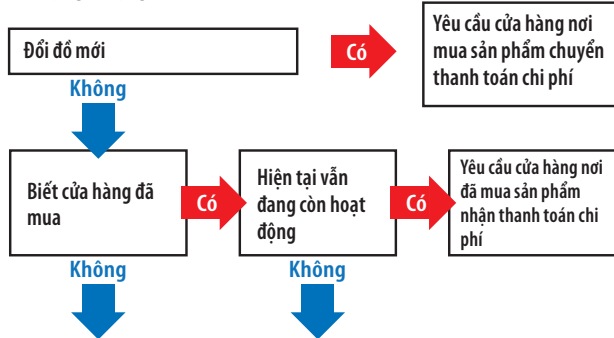 Đổi đồ mới
Có
Yêu cầu cửa hàng nơi
mua sản phẩm chuyển
thanh toán chi phí
Không
Biết cửa hàng đã
mua
Có
Hiện tại vẫn
đang còn hoạt
động
Có
Yêu cầu cửa hàng nơi
đã mua sản phẩm
nhận thanh toán chi
phí
Không
Không